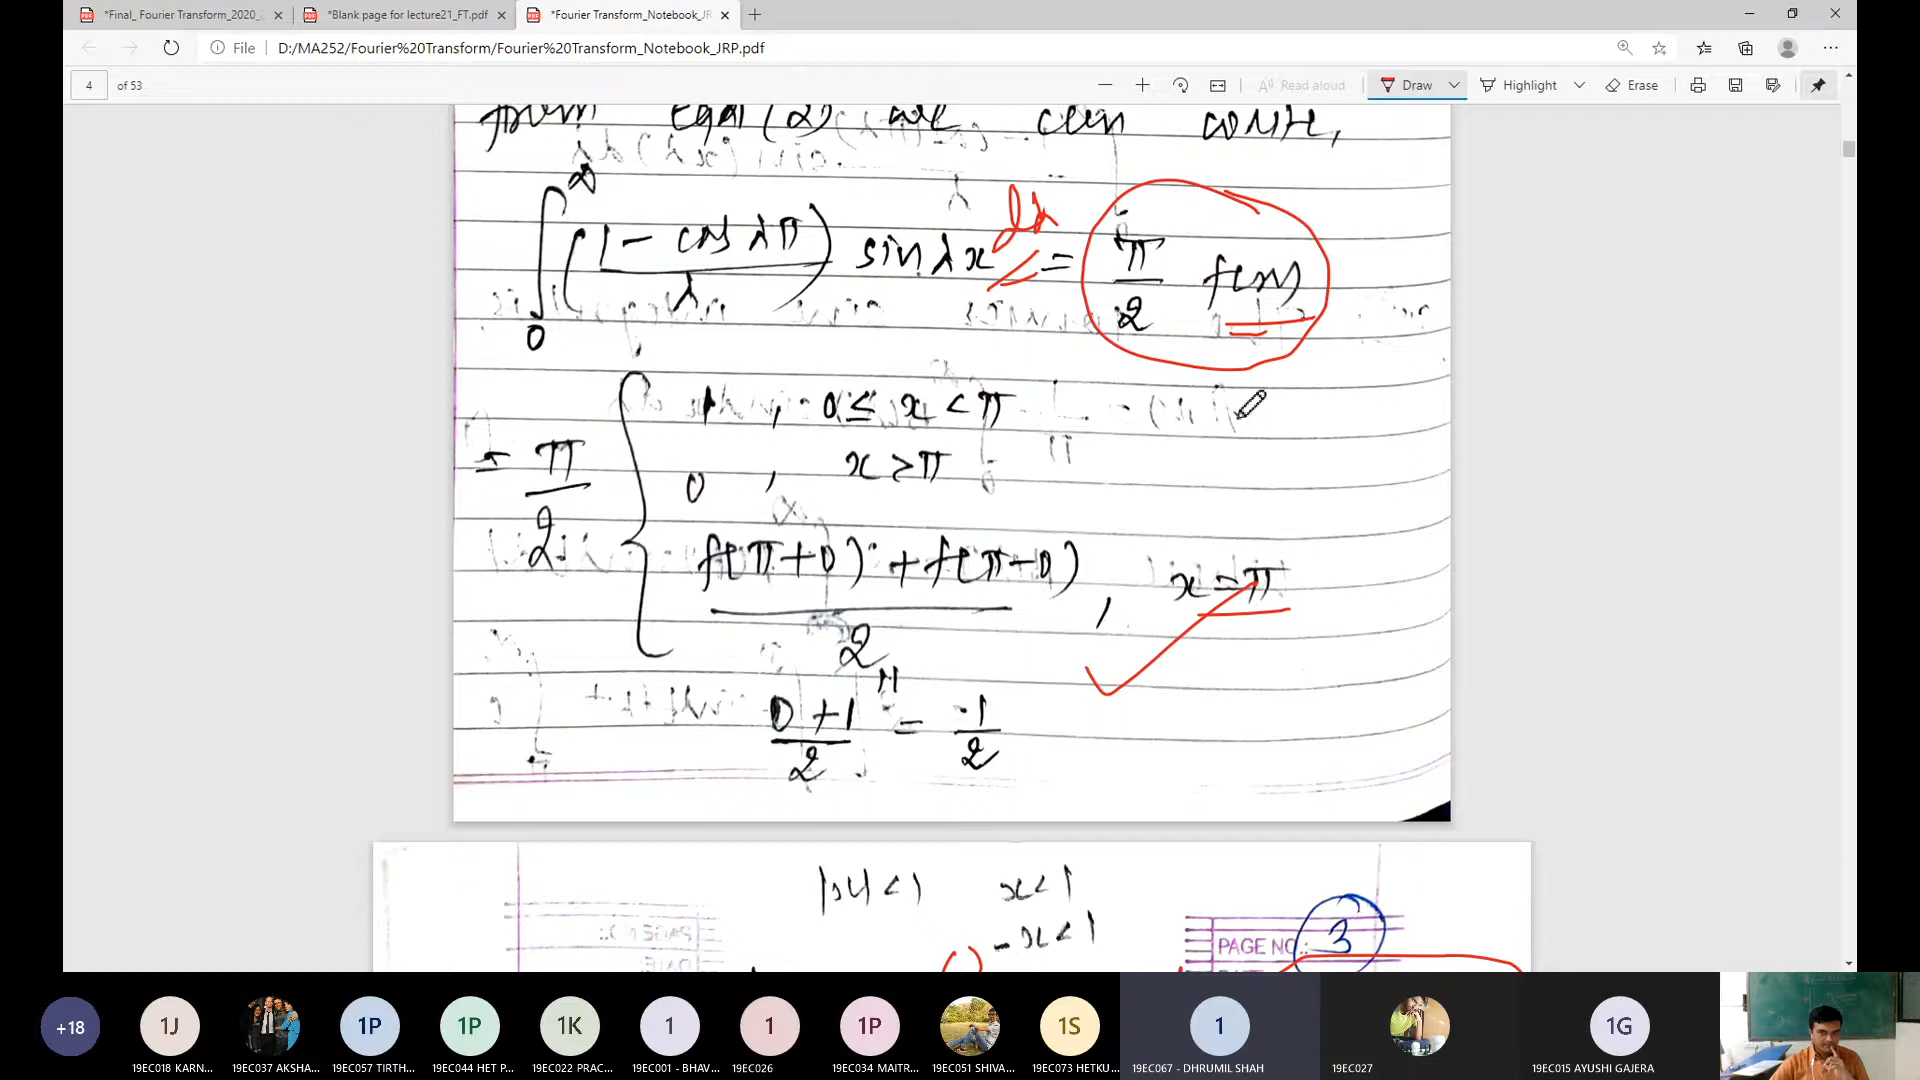 *Final_ Fourier Transform_2020_
*Blank page for lecture21_FT.pdf
*Fourier Transform_Notebook_JR
File D:/MA252/Fourier%20Transform/Fourier%20Transform_Notebook_JRP.pdf
4 of 53 Read aloud Draw Highlight Erase
from Eqn (2) we can write,
∫₀^∞ ((1 - cos λπ)/λ) sin λx dλ = π/2 f(x)
= π/2 { 1 , 0 ≤ x < π
0 , x > π
(f(π+0) + f(π-0))/2 , x = π
"
(0 + 1)/2 = 1/2
|x| < 1 x < 1
-x < 1
PAGE NO.: 3
+18 1J 1P 1P 1K 1 1 1P 1S 1 1G
19EC018 KARN... 19EC037 AKSHA... 19EC057 TIRTH... 19EC044 HET P... 19EC022 PRAC... 19EC001 - BHAV... 19EC026 19EC034 MAITR... 19EC051 SHIVA... 19EC073 HETKU... 19EC067 - DHRUMIL SHAH 19EC027 19EC015 AYUSHI GAJERA